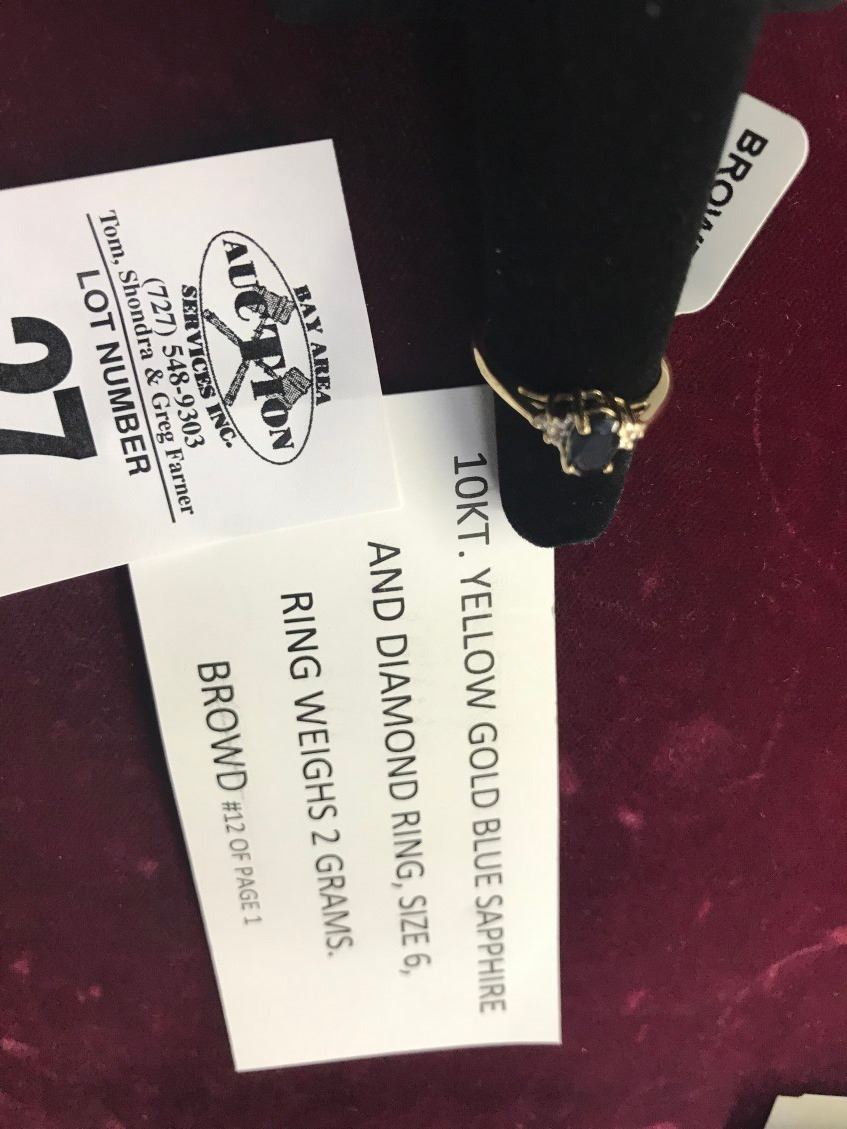 BAY AREA
AUCTION
SERVICES INC.
(727) 548-9303
Tom, Shondra & Greg Farner
LOT NUMBER
10KT. YELLOW GOLD BLUE SAPPHIRE
AND DIAMOND RING, SIZE 6,
RING WEIGHS 2 GRAMS.
BROWD #12 OF PAGE 1